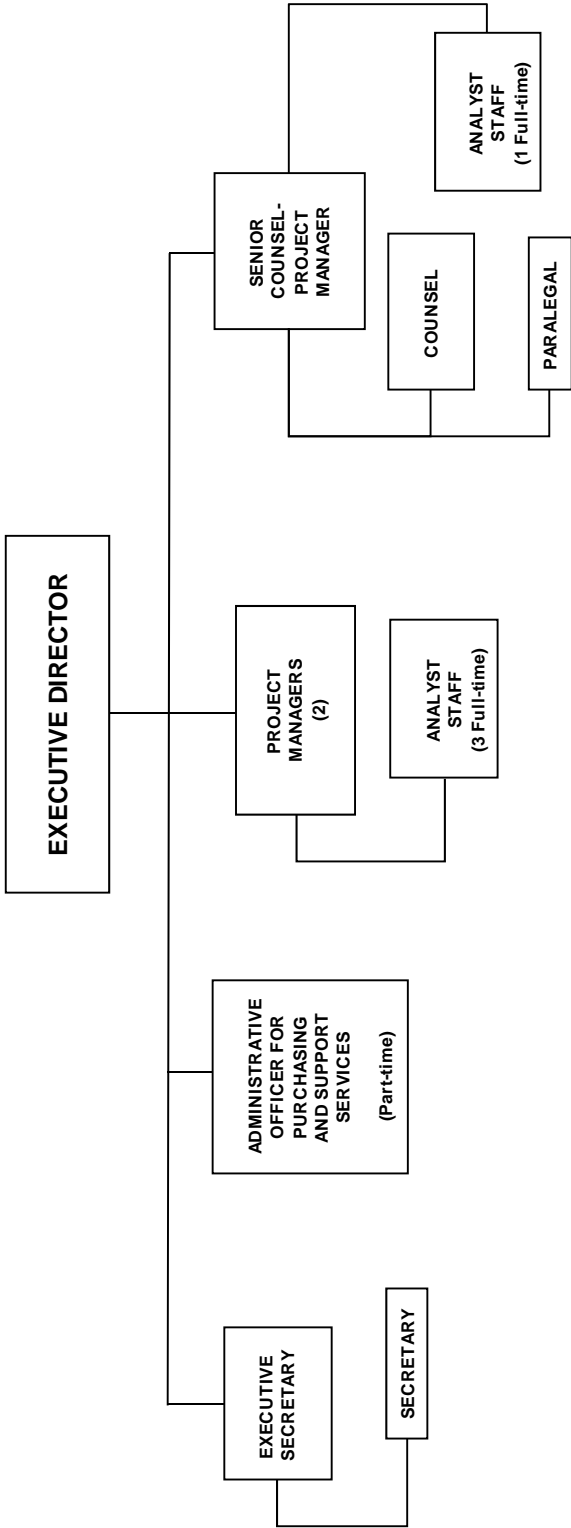 EXECUTIVE DIRECTOR
EXECUTIVE
SECRETARY
SECRETARY
ADMINISTRATIVE
OFFICER FOR
PURCHASING
AND SUPPORT
SERVICES
(Part-time)
PROJECT
MANAGERS
(2)
ANALYST
STAFF
(3 Full-time)
SENIOR
COUNSEL-
PROJECT
MANAGER
COUNSEL
PARALEGAL
ANALYST
STAFF
(1 Full-time)